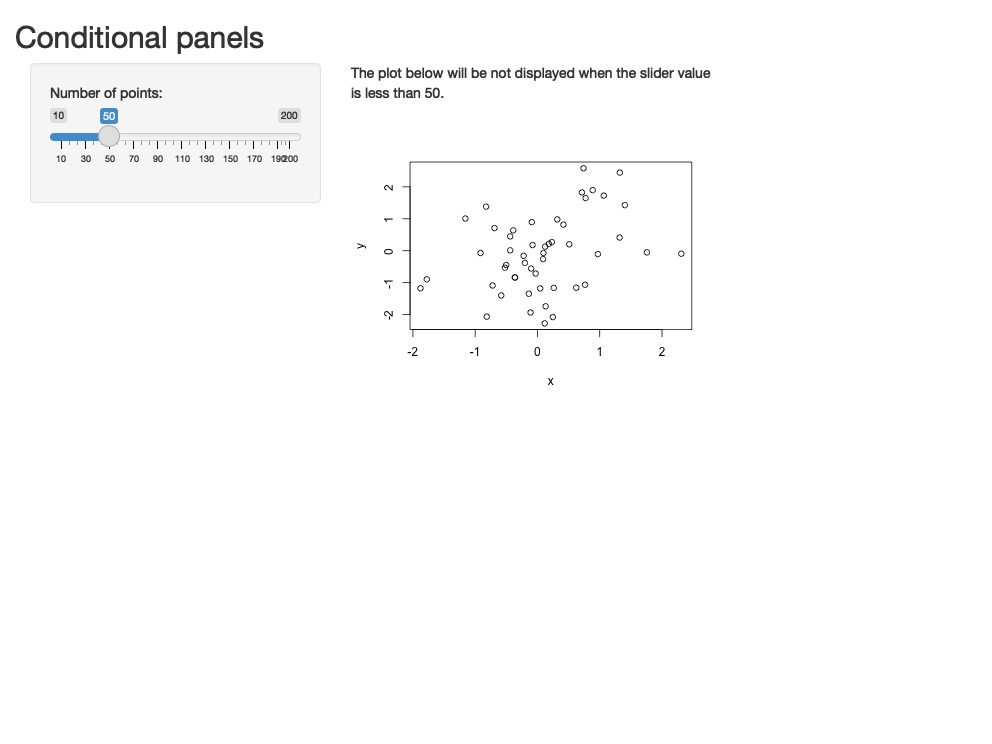 Conditional panels
Number of points:
10 50 200
10 30 50 70 90 110 130 150 170 190 200
The plot below will be not displayed when the slider value
is less than 50.
2
1
0
-1
-2
y
-2 -1 0 1 2
x